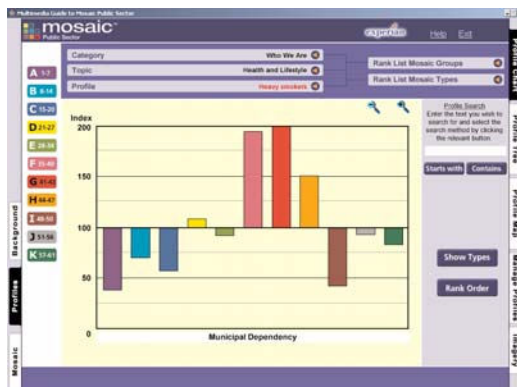 Multimedia Guide to Mosaic Public Sector
mosaic
Public Sector
experian
Help Exit
Category Who We Are
Topic Health and Lifestyle
Profile Heavy smokers
Rank List Mosaic Groups
Rank List Mosaic Types
A 1-7
B 8-14
C 15-20
D 21-27
E 28-34
F 35-40
G 41-43
H 44-47
I 48-50
J 51-56
K 57-61
Index
200
150
100
50
0
Municipal Dependency
Profile Search
Enter the text you wish to
search for and select the
search method by clicking
the relevant button.
Starts with Contains
Show Types
Rank Order
Background
Profiles
Mosaic
Profile Chart
Profile Tree
Profile Map
Manage Profiles
Imagery